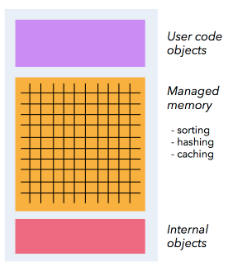 User code
objects
Managed
memory
- sorting
- hashing
- caching
Internal
objects